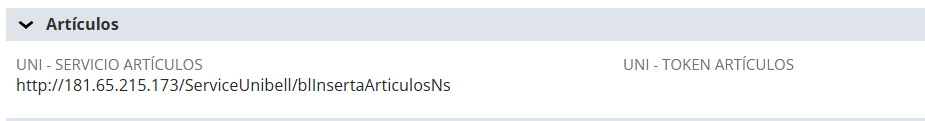 Artículos
UNI - SERVICIO ARTÍCULOS
UNI - TOKEN ARTÍCULOS
http://181.65.215.173/ServiceUnibell/blInsertaArticulosNs